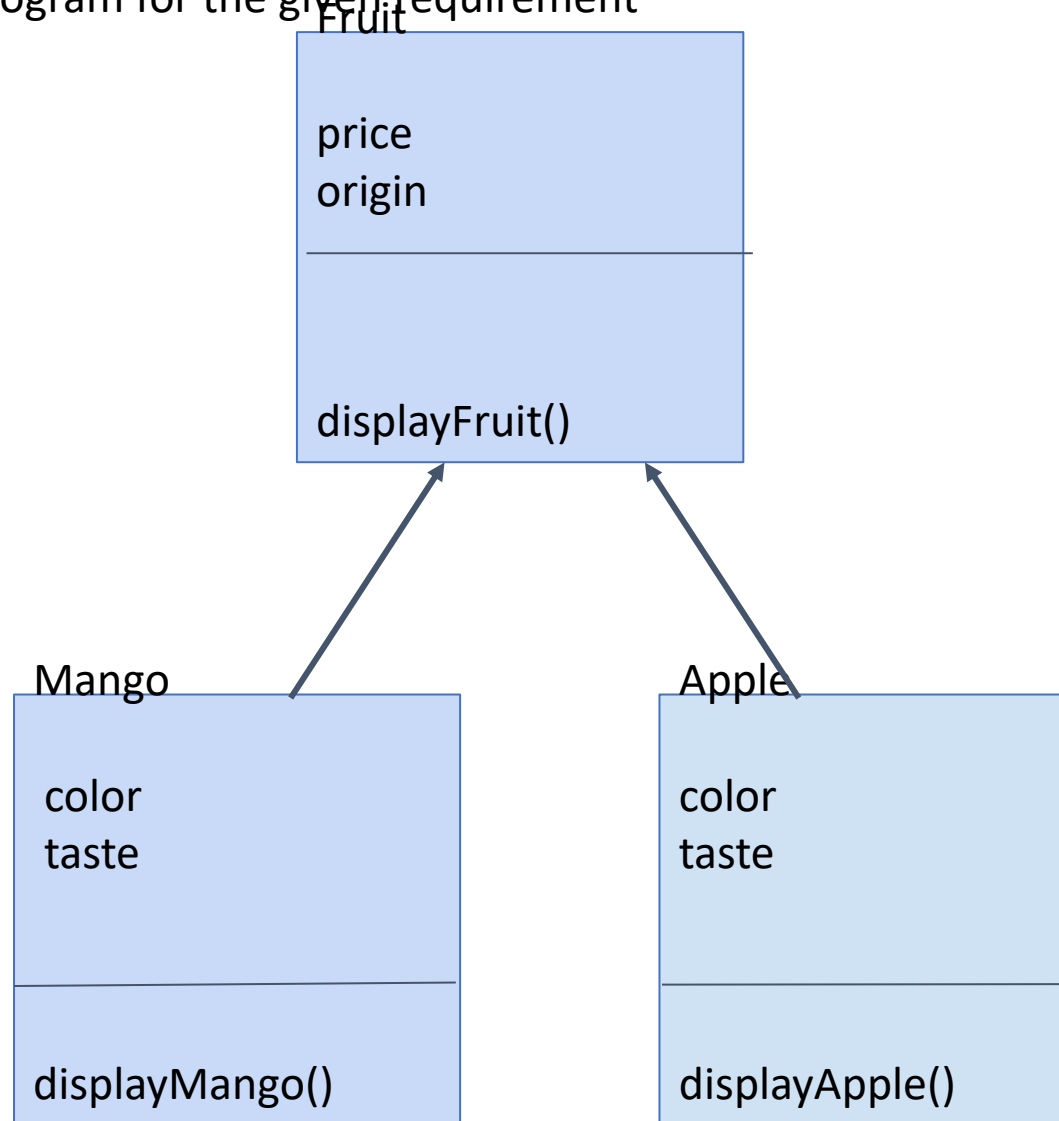 ogram for the given requirement
Fruit
price
origin
displayFruit()
Mango
color
taste
displayMango()
Apple
color
taste
displayApple()